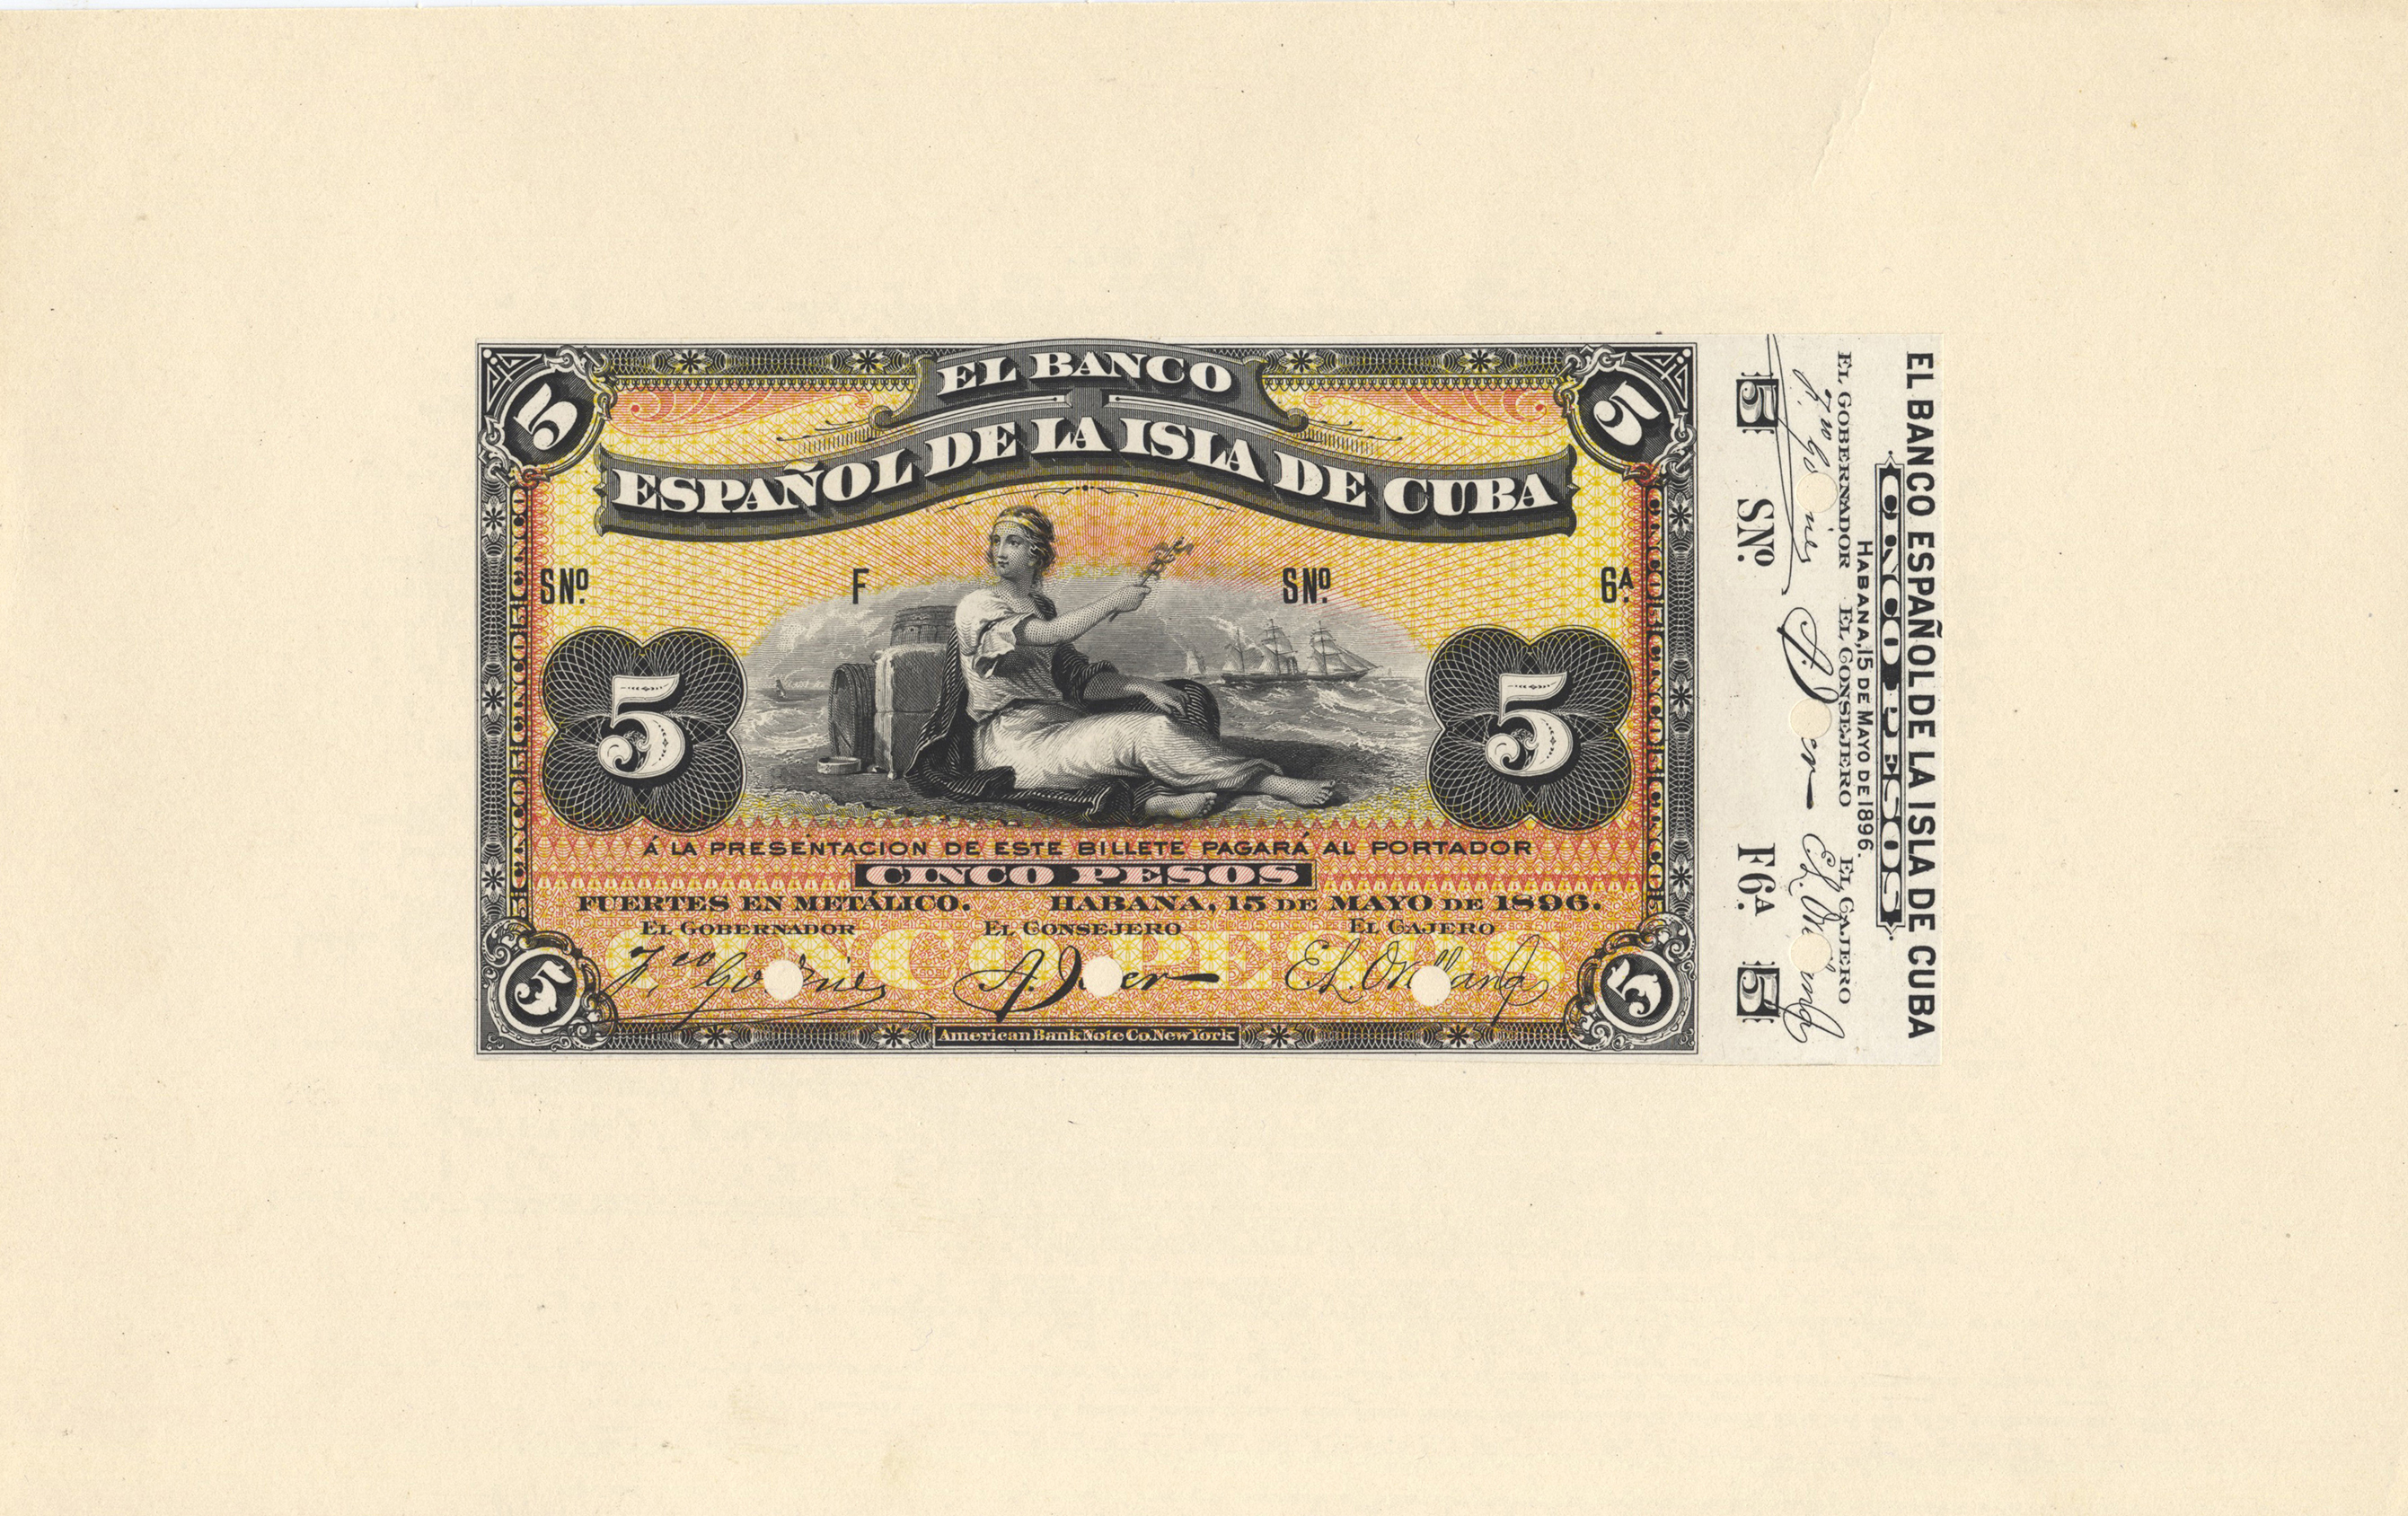 5
EL BANCO
5
ESPAÑOL DE LA ISLA DE CUBA
SNº. F SNº. 6A.
5 5
Á LA PRESENTACION DE ESTE BILLETE PAGARÁ AL PORTADOR
CINCO PESOS
FUERTES EN METÁLICO. HABANA, 15 DE MAYO DE 1896.
EL GOBERNADOR EL CONSEJERO EL CAJERO
CINCO PESOS
5
5
American Bank Note Co. New York
EL BANCO ESPAÑOL DE LA ISLA DE CUBA
CINCO PESOS
HABANA, 15 DE MAYO DE 1896.
EL GOBERNADOR EL CONSEJERO EL CAJERO
5 SNº. F6A. 5